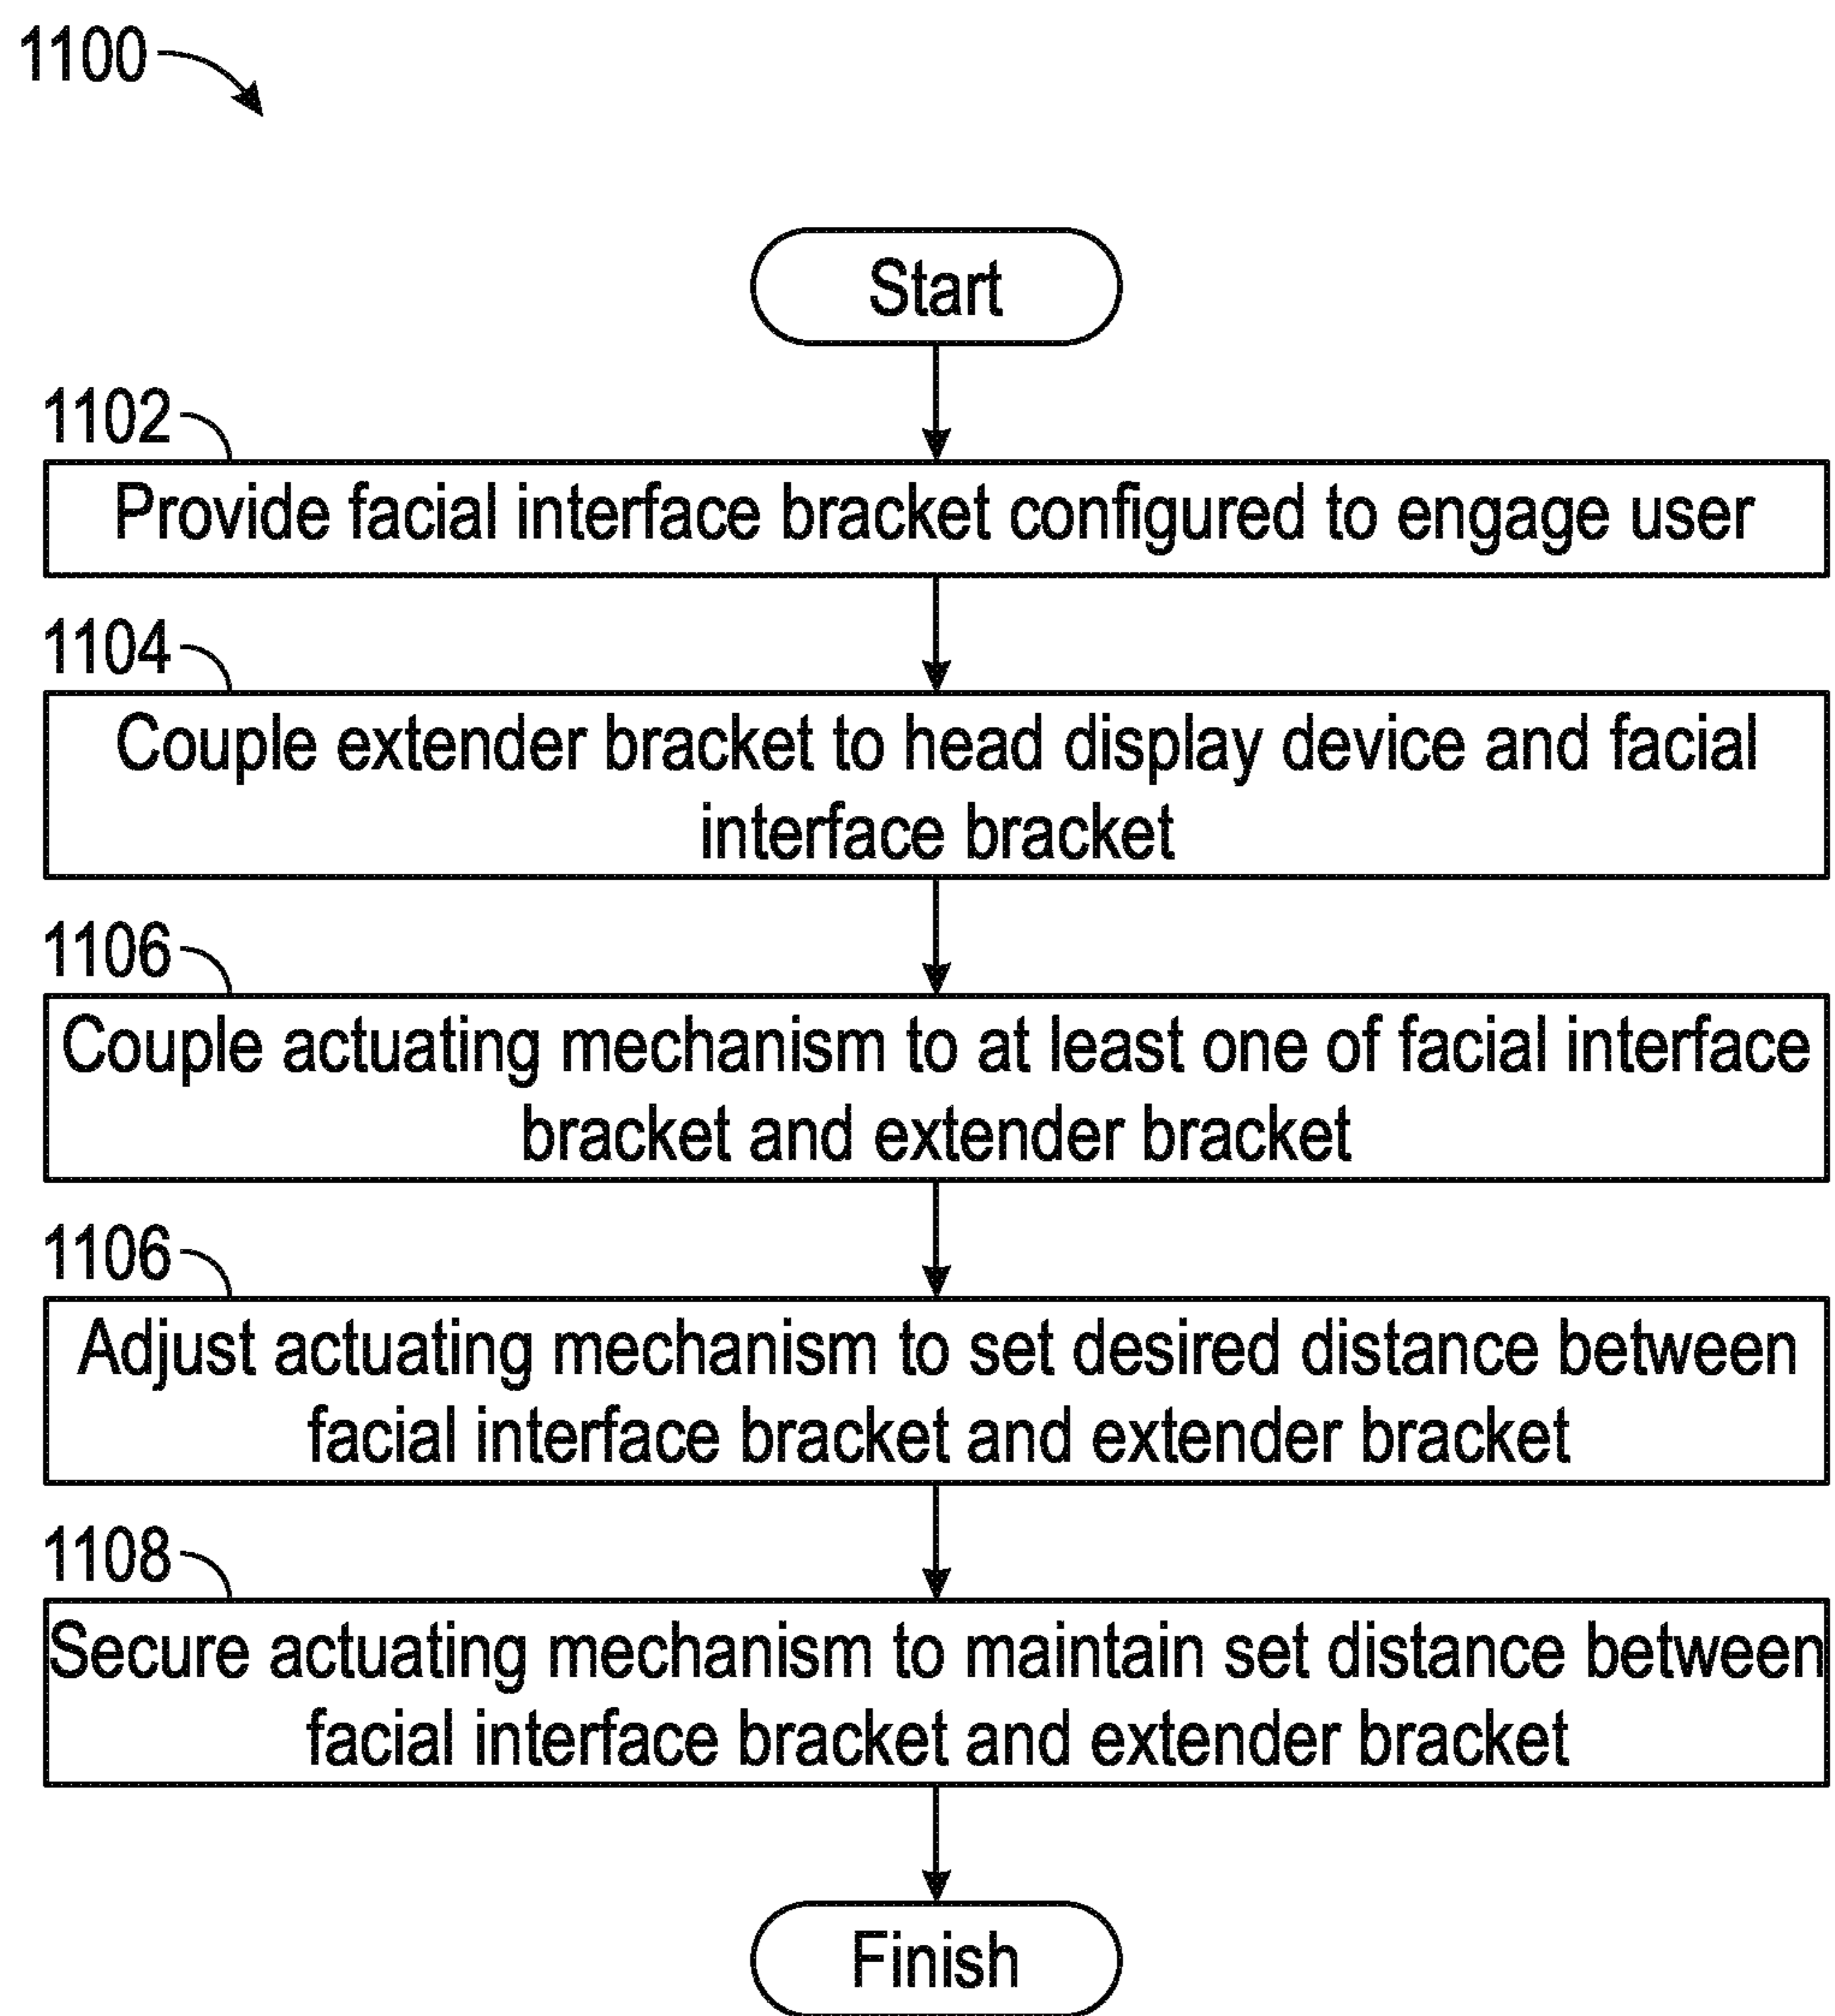 1100
Start
1102
Provide facial interface bracket configured to engage user
1104
Couple extender bracket to head display device and facial
interface bracket
1106
Couple actuating mechanism to at least one of facial interface
bracket and extender bracket
1106
Adjust actuating mechanism to set desired distance between
facial interface bracket and extender bracket
1108
Secure actuating mechanism to maintain set distance between
facial interface bracket and extender bracket
Finish